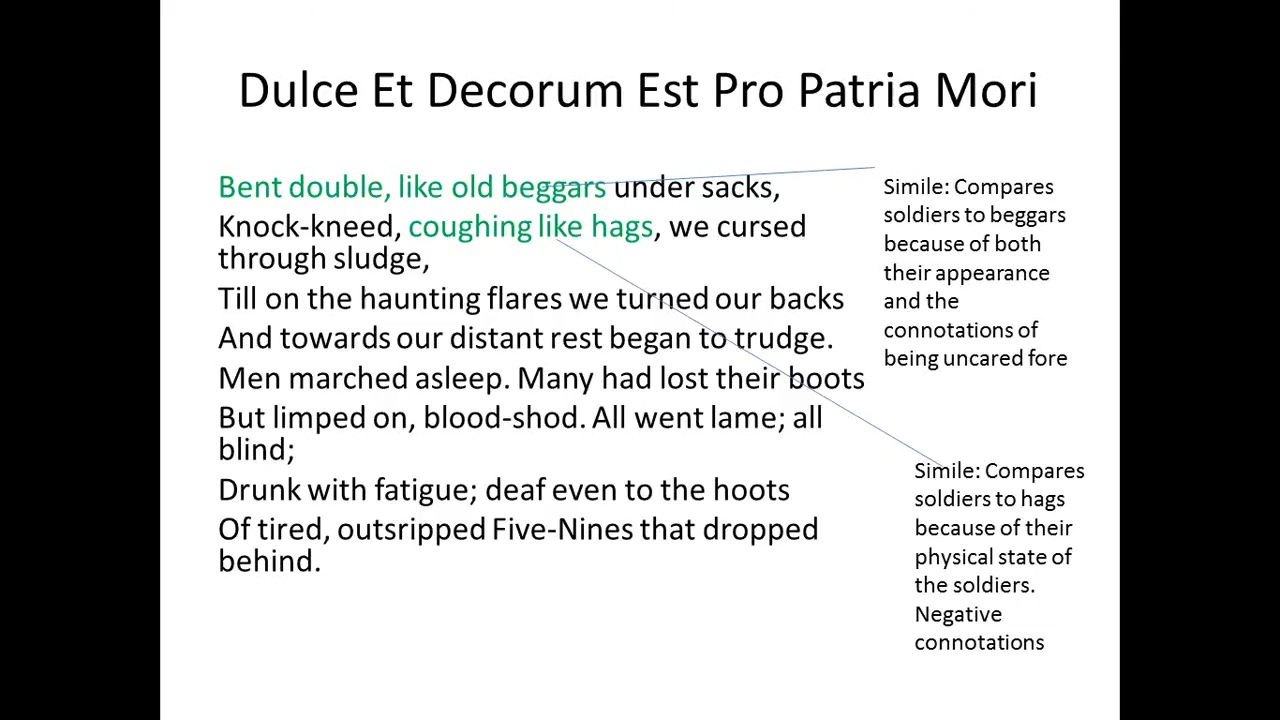 Dulce Et Decorum Est Pro Patria Mori
Bent double, like old beggars under sacks,
Knock-kneed, coughing like hags, we cursed
through sludge,
Till on the haunting flares we turned our backs
And towards our distant rest began to trudge.
Men marched asleep. Many had lost their boots
But limped on, blood-shod. All went lame; all
blind;
Drunk with fatigue; deaf even to the hoots
Of tired, outsripped Five-Nines that dropped
behind.
Simile: Compares
soldiers to beggars
because of both
their appearance
and the
connotations of
being uncared fore
Simile: Compares
soldiers to hags
because of their
physical state of
the soldiers.
Negative
connotations